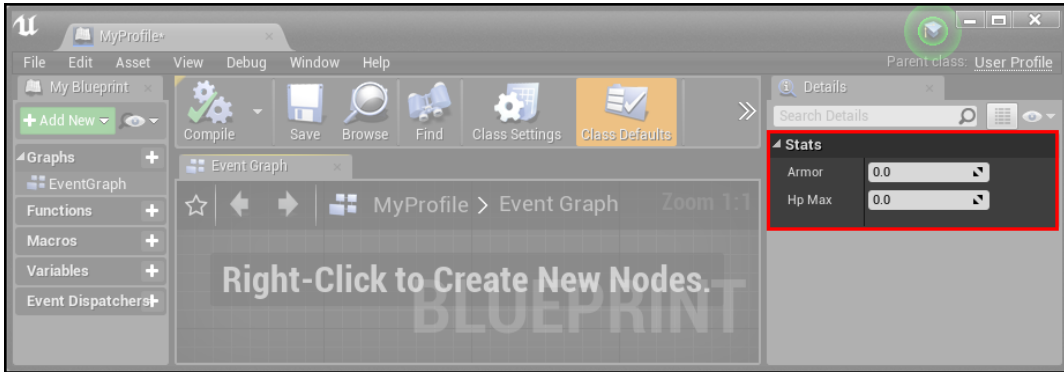 MyProfile*
File Edit Asset View Debug Window Help
Parent class: User Profile
My Blueprint
+ Add New
Graphs
EventGraph
Functions
Macros
Variables
Event Dispatchers
Compile Save Browse Find Class Settings Class Defaults
Event Graph
MyProfile > Event Graph Zoom 1:1
Right-Click to Create New Nodes.
BLUEPRINT
Details
Search Details
Stats
Armor 0.0
Hp Max 0.0